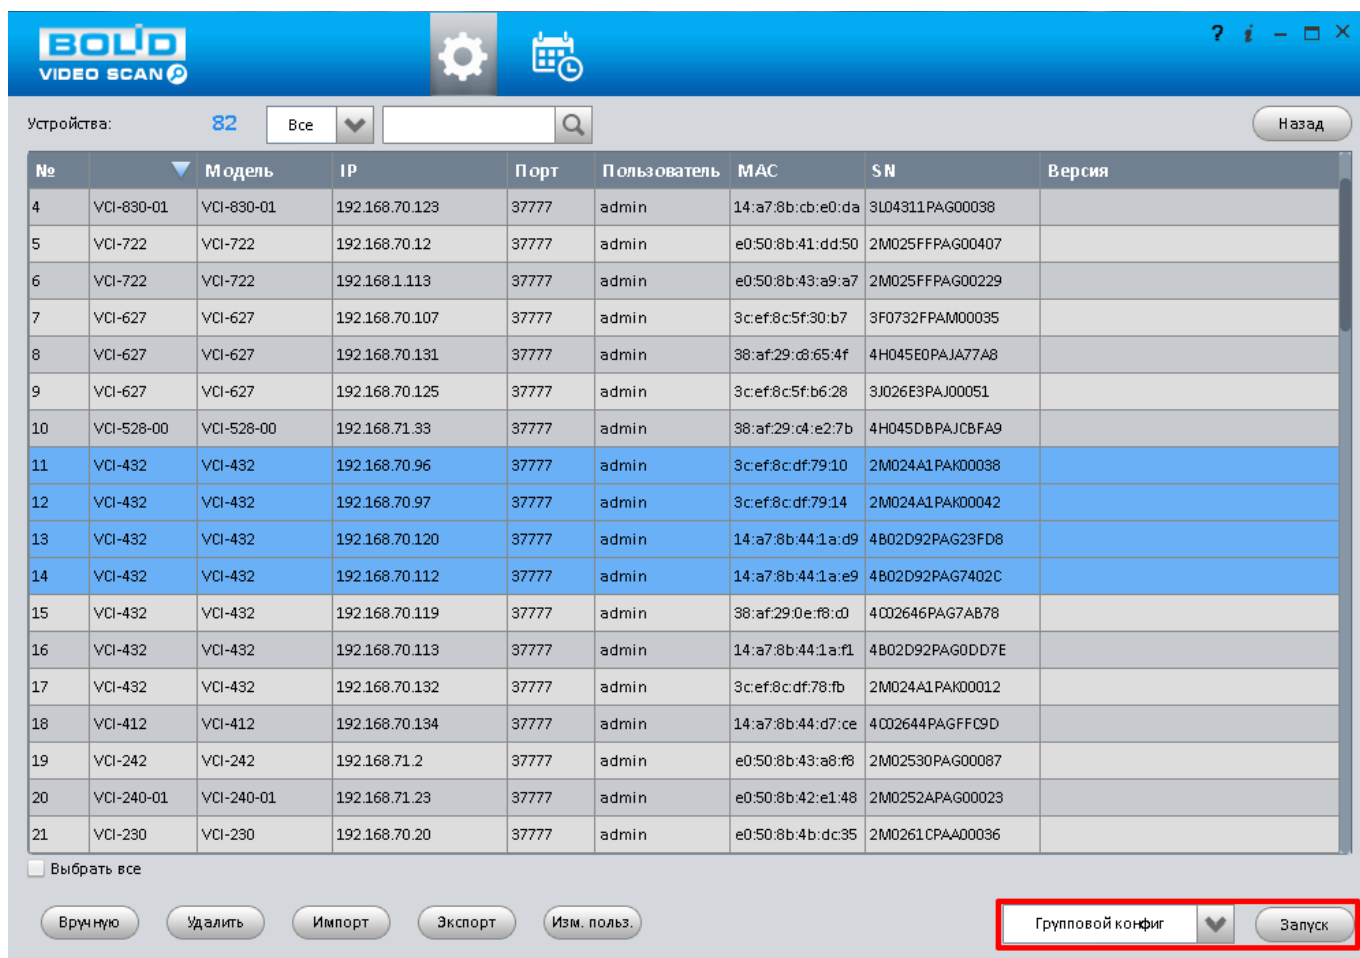 BOLID
VIDEO SCAN
? i
Устройства: 82 Все Назад
№ Модель IP Порт Пользователь MAC SN Версия
4 VCI-830-01 VCI-830-01 192.168.70.123 37777 admin 14:a7:8b:cb:e0:da 3L04311PAG00038
5 VCI-722 VCI-722 192.168.70.12 37777 admin e0:50:8b:41:dd:50 2M025FFPAG00407
6 VCI-722 VCI-722 192.168.1.113 37777 admin e0:50:8b:43:a9:a7 2M025FFPAG00229
7 VCI-627 VCI-627 192.168.70.107 37777 admin 3c:ef:8c:5f:30:b7 3F0732FPAM00035
8 VCI-627 VCI-627 192.168.70.131 37777 admin 38:af:29:c8:65:4f 4H045E0PAJA77A8
9 VCI-627 VCI-627 192.168.70.125 37777 admin 3c:ef:8c:5f:b6:28 3J026E3PAJ00051
10 VCI-528-00 VCI-528-00 192.168.71.33 37777 admin 38:af:29:c4:e2:7b 4H045DBPAJCBFA9
11 VCI-432 VCI-432 192.168.70.96 37777 admin 3c:ef:8c:df:79:10 2M024A1PAK00038
12 VCI-432 VCI-432 192.168.70.97 37777 admin 3c:ef:8c:df:79:14 2M024A1PAK00042
13 VCI-432 VCI-432 192.168.70.120 37777 admin 14:a7:8b:44:1a:d9 4B02D92PAG23FD8
14 VCI-432 VCI-432 192.168.70.112 37777 admin 14:a7:8b:44:1a:e9 4B02D92PAG7402C
15 VCI-432 VCI-432 192.168.70.119 37777 admin 38:af:29:0e:f8:c0 4C02646PAG7AB78
16 VCI-432 VCI-432 192.168.70.113 37777 admin 14:a7:8b:44:1a:f1 4B02D92PAG0DD7E
17 VCI-432 VCI-432 192.168.70.132 37777 admin 3c:ef:8c:df:78:fb 2M024A1PAK00012
18 VCI-412 VCI-412 192.168.70.134 37777 admin 14:a7:8b:44:d7:ce 4C02644PAGFFC9D
19 VCI-242 VCI-242 192.168.71.2 37777 admin e0:50:8b:43:a8:f8 2M02530PAG00087
20 VCI-240-01 VCI-240-01 192.168.71.23 37777 admin e0:50:8b:42:e1:48 2M0252APAG00023
21 VCI-230 VCI-230 192.168.70.20 37777 admin e0:50:8b:4b:dc:35 2M0261CPAA00036
Выбрать все
Вручную Удалить Импорт Экспорт Изм. польз. Групповой конфиг Запуск